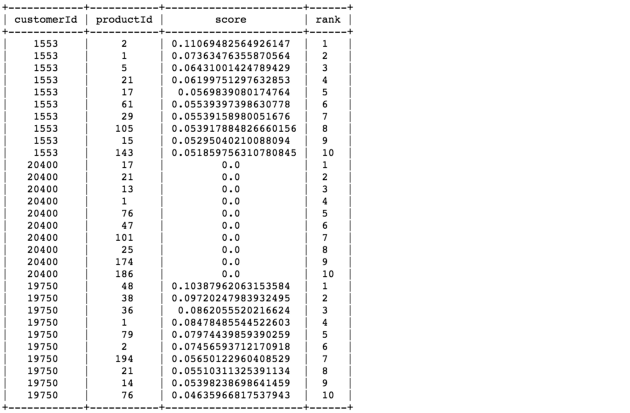 +------------+-----------+----------------------+------+
| customerId | productId | score | rank |
+------------+-----------+----------------------+------+
| 1553 | 2 | 0.11069482564926147 | 1 |
| 1553 | 1 | 0.07363476355870564 | 2 |
| 1553 | 5 | 0.06431001424789429 | 3 |
| 1553 | 21 | 0.06199751297632853 | 4 |
| 1553 | 17 | 0.0569839080174764 | 5 |
| 1553 | 61 | 0.05539397398630778 | 6 |
| 1553 | 29 | 0.05539158980051676 | 7 |
| 1553 | 105 | 0.053917884826660156 | 8 |
| 1553 | 15 | 0.05295040210088094 | 9 |
| 1553 | 143 | 0.051859756310780845 | 10 |
| 20400 | 17 | 0.0 | 1 |
| 20400 | 21 | 0.0 | 2 |
| 20400 | 13 | 0.0 | 3 |
| 20400 | 1 | 0.0 | 4 |
| 20400 | 76 | 0.0 | 5 |
| 20400 | 47 | 0.0 | 6 |
| 20400 | 101 | 0.0 | 7 |
| 20400 | 25 | 0.0 | 8 |
| 20400 | 174 | 0.0 | 9 |
| 20400 | 186 | 0.0 | 10 |
| 19750 | 48 | 0.10387962063153584 | 1 |
| 19750 | 38 | 0.09720247983932495 | 2 |
| 19750 | 36 | 0.0862055520216624 | 3 |
| 19750 | 1 | 0.08478485544522603 | 4 |
| 19750 | 79 | 0.07974439859390259 | 5 |
| 19750 | 2 | 0.07456593712170918 | 6 |
| 19750 | 194 | 0.05650122960408529 | 7 |
| 19750 | 21 | 0.05510311325391134 | 8 |
| 19750 | 14 | 0.05398238698641459 | 9 |
| 19750 | 76 | 0.04635966817537943 | 10 |
+------------+-----------+----------------------+------+